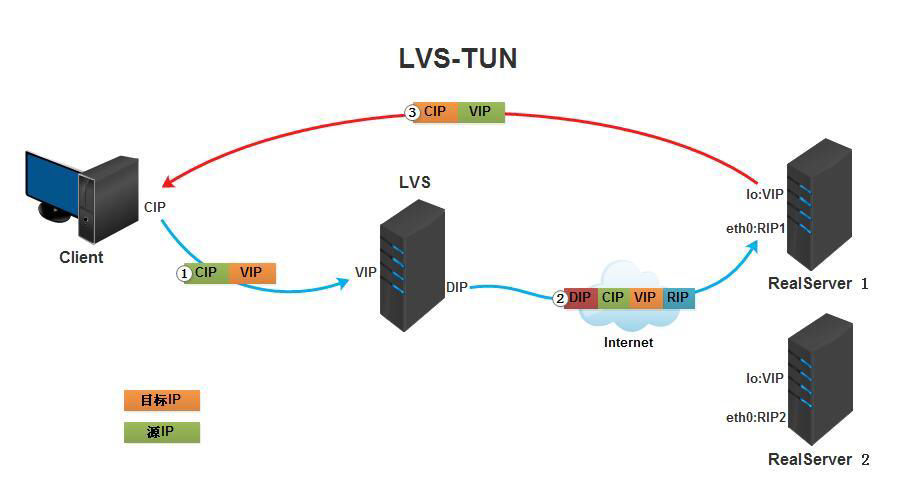 LVS-TUN
3 CIP VIP
LVS
lo:VIP
CIP
eth0:RIP1
Client
1 CIP VIP
VIP
DIP
RealServer 1
2 DIP CIP VIP RIP
Internet
lo:VIP
目标IP
eth0:RIP2
源IP
RealServer 2